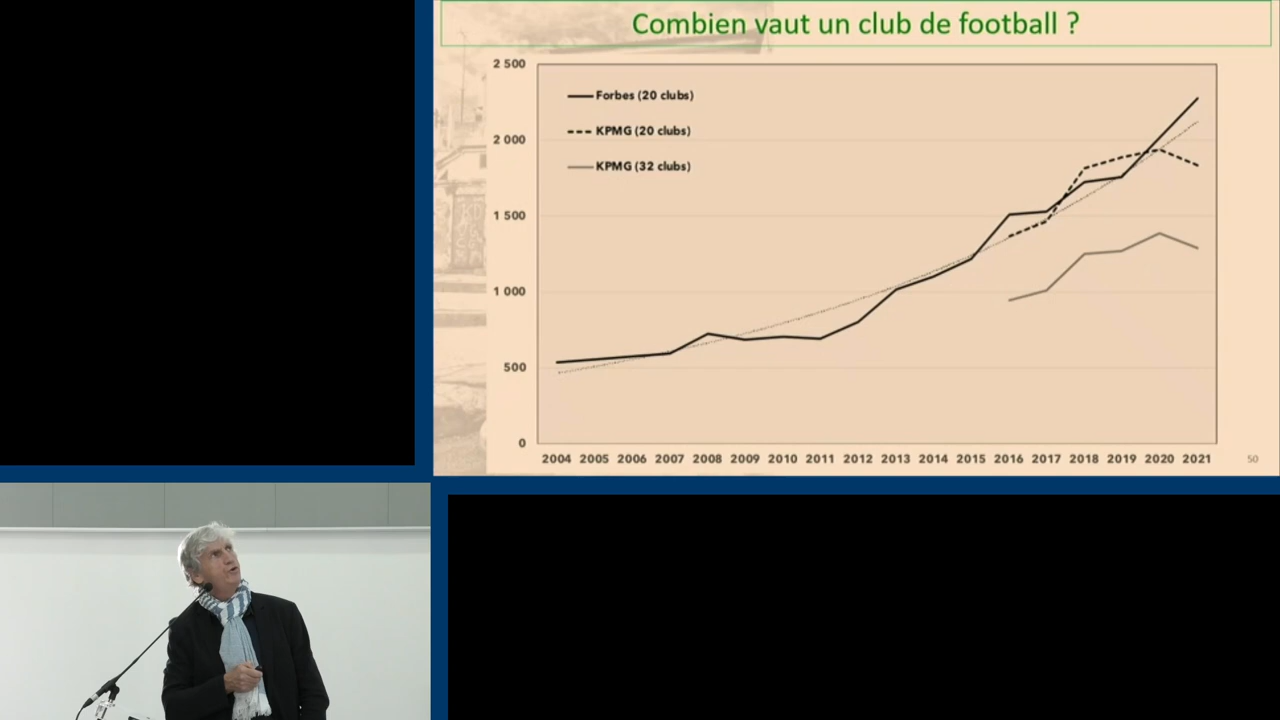 Combien vaut un club de football ?
2 500
Forbes (20 clubs)
KPMG (20 clubs)
2 000
KPMG (32 clubs)
1 500
1 000
500
0
2004 2005 2006 2007 2008 2009 2010 2011 2012 2013 2014 2015 2016 2017 2018 2019 2020 2021
50